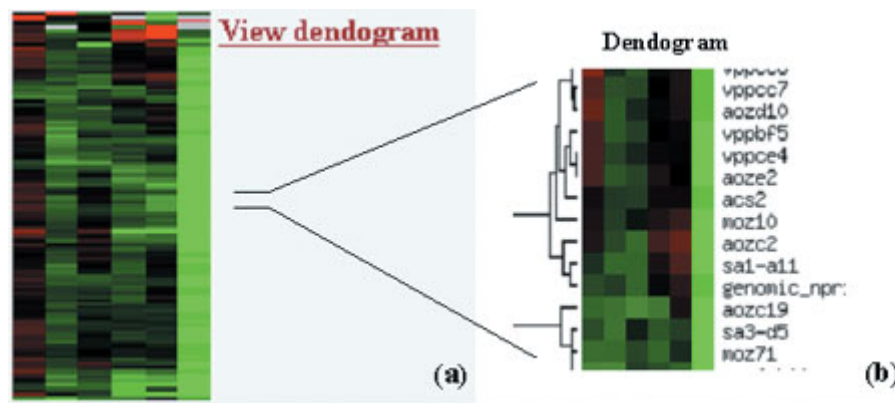 View dendogram
Dendogram
vppcc7
aozd10
vppbf5
vppce4
aoze2
acs2
moz10
aozc2
sa1-a11
genomic_npr:
aozc19
sa3-d5
moz71
(a)
(b)